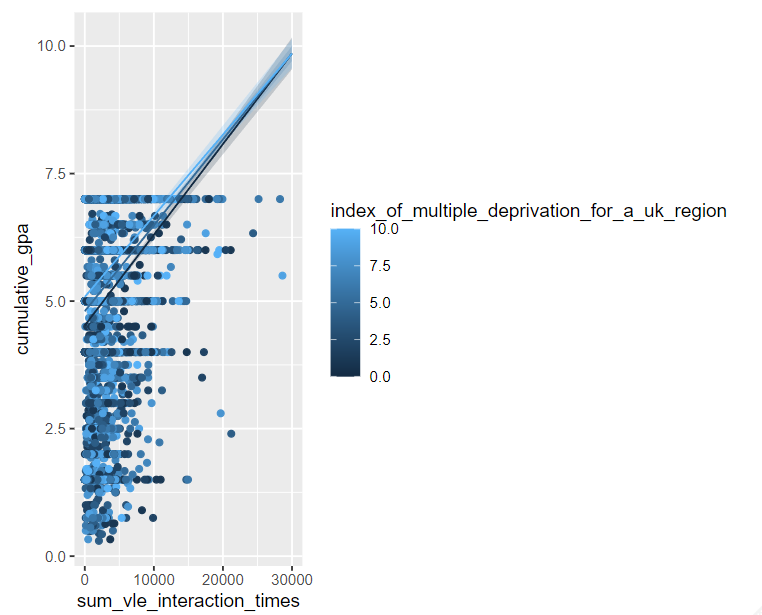 10.0
7.5
5.0
2.5
0.0
cumulative_gpa
0 10000 20000 30000
sum_vle_interaction_times
index_of_multiple_deprivation_for_a_uk_region
10.0
7.5
5.0
2.5
0.0